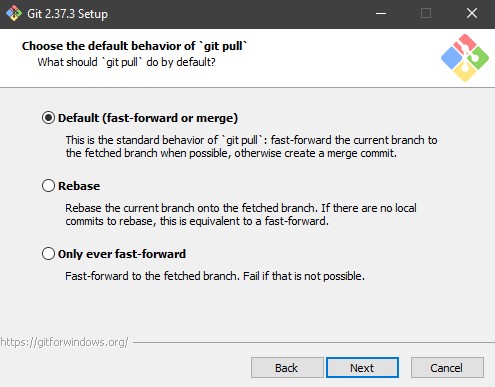 Git 2.37.3 Setup
Choose the default behavior of `git pull`
What should `git pull` do by default?
Default (fast-forward or merge)
This is the standard behavior of `git pull`: fast-forward the current branch to
the fetched branch when possible, otherwise create a merge commit.
Rebase
Rebase the current branch onto the fetched branch. If there are no local
commits to rebase, this is equivalent to a fast-forward.
Only ever fast-forward
Fast-forward to the fetched branch. Fail if that is not possible.
https://gitforwindows.org/
Back
Next
Cancel